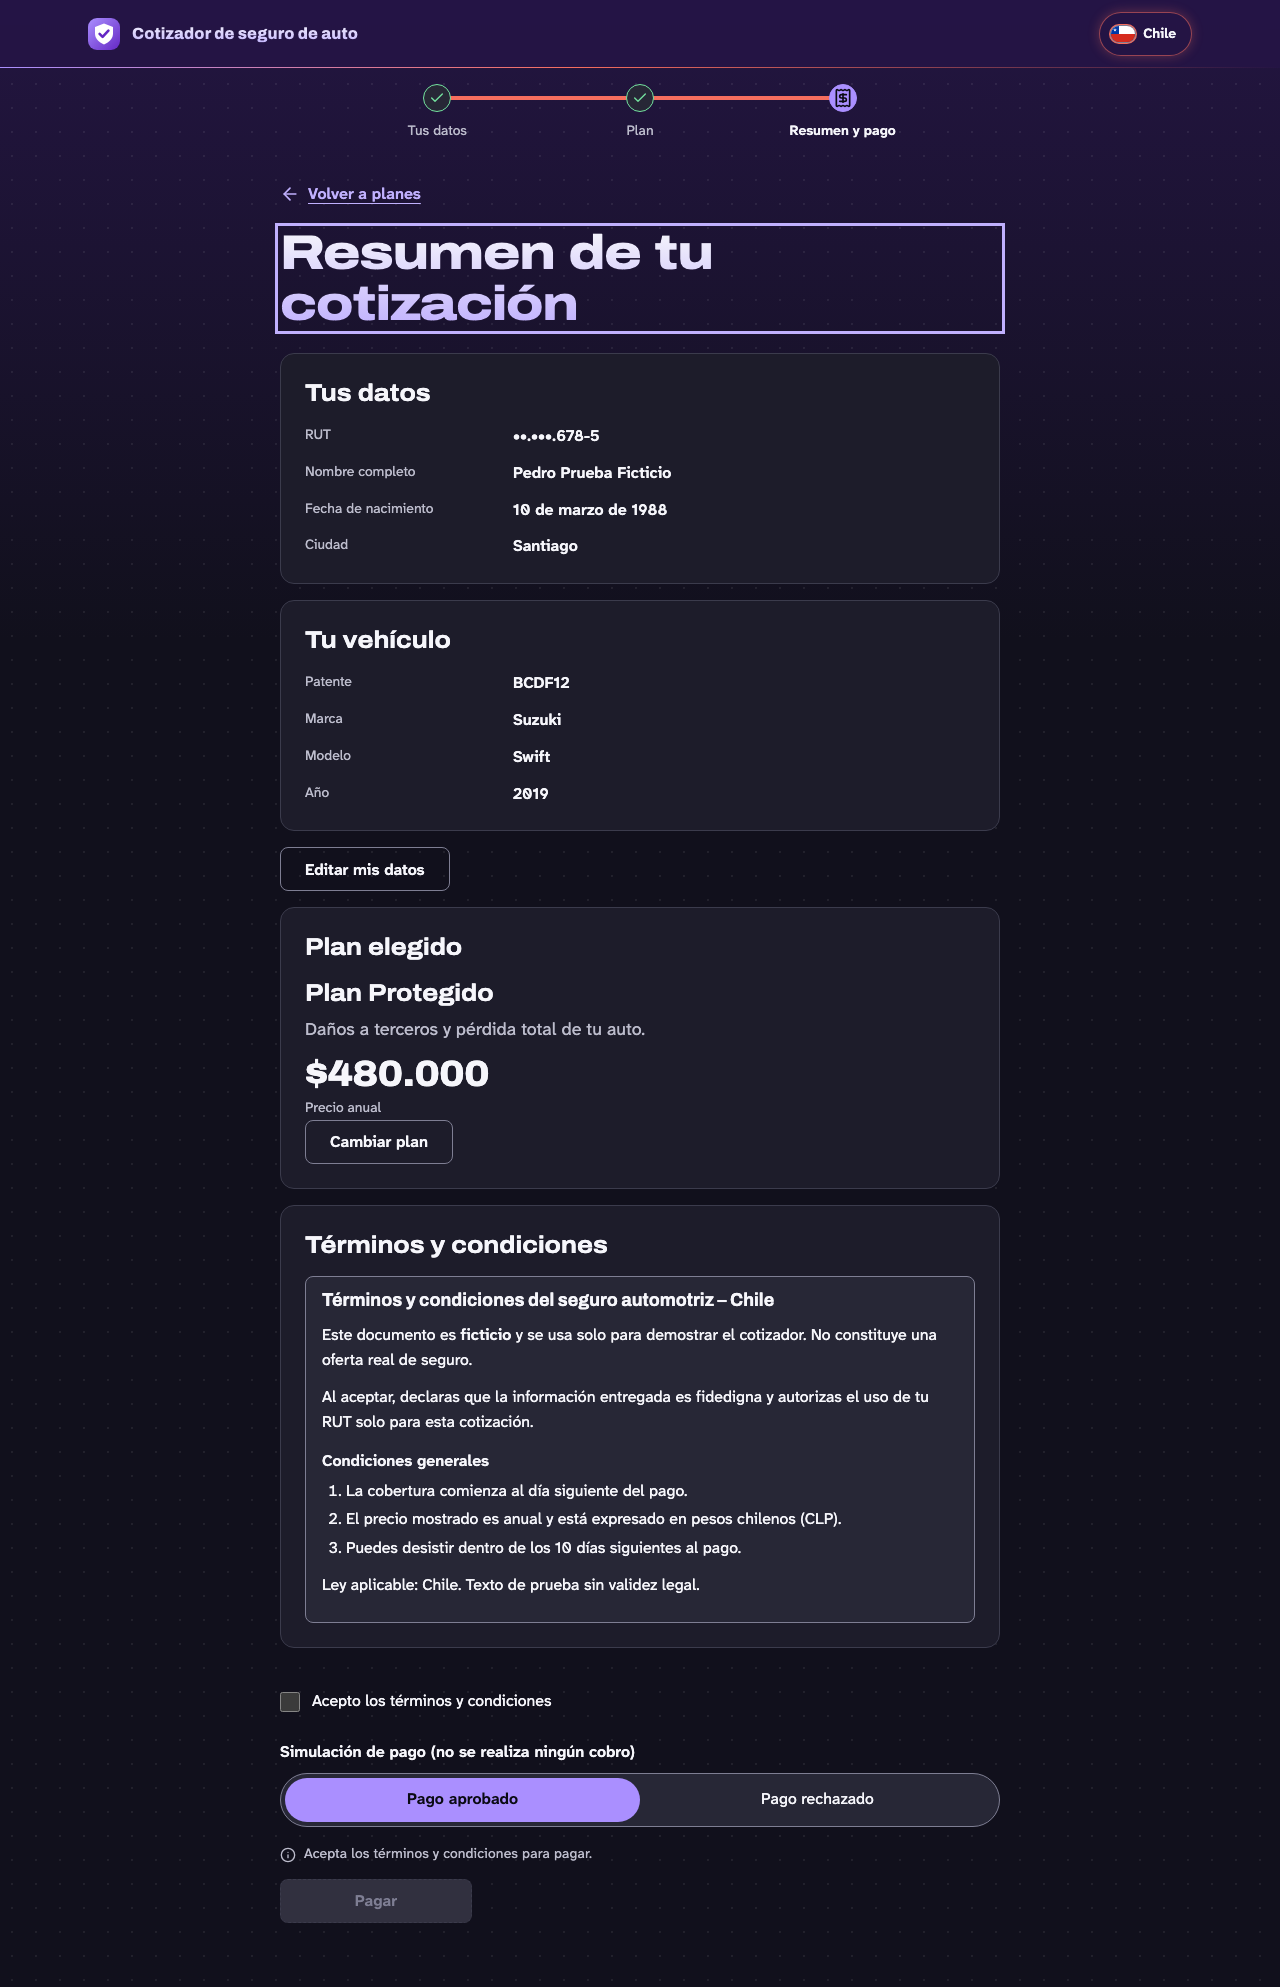 Cotizador de seguro de auto
Chile
Tus datos
Plan
Resumen y pago
Volver a planes
Resumen de tu
cotización
Tus datos
RUT
••.•••.678-5
Nombre completo
Pedro Prueba Ficticio
Fecha de nacimiento
10 de marzo de 1988
Ciudad
Santiago
Tu vehículo
Patente
BCDF12
Marca
Suzuki
Modelo
Swift
Año
2019
Editar mis datos
Plan elegido
Plan Protegido
Daños a terceros y pérdida total de tu auto.
$480.000
Precio anual
Cambiar plan
Términos y condiciones
Términos y condiciones del seguro automotriz – Chile
Este documento es ficticio y se usa solo para demostrar el cotizador. No constituye una
oferta real de seguro.
Al aceptar, declaras que la información entregada es fidedigna y autorizas el uso de tu
RUT solo para esta cotización.
Condiciones generales
1. La cobertura comienza al día siguiente del pago.
2. El precio mostrado es anual y está expresado en pesos chilenos (CLP).
3. Puedes desistir dentro de los 10 días siguientes al pago.
Ley aplicable: Chile. Texto de prueba sin validez legal.
Acepto los términos y condiciones
Simulación de pago (no se realiza ningún cobro)
Pago aprobado
Pago rechazado
Acepta los términos y condiciones para pagar.
Pagar